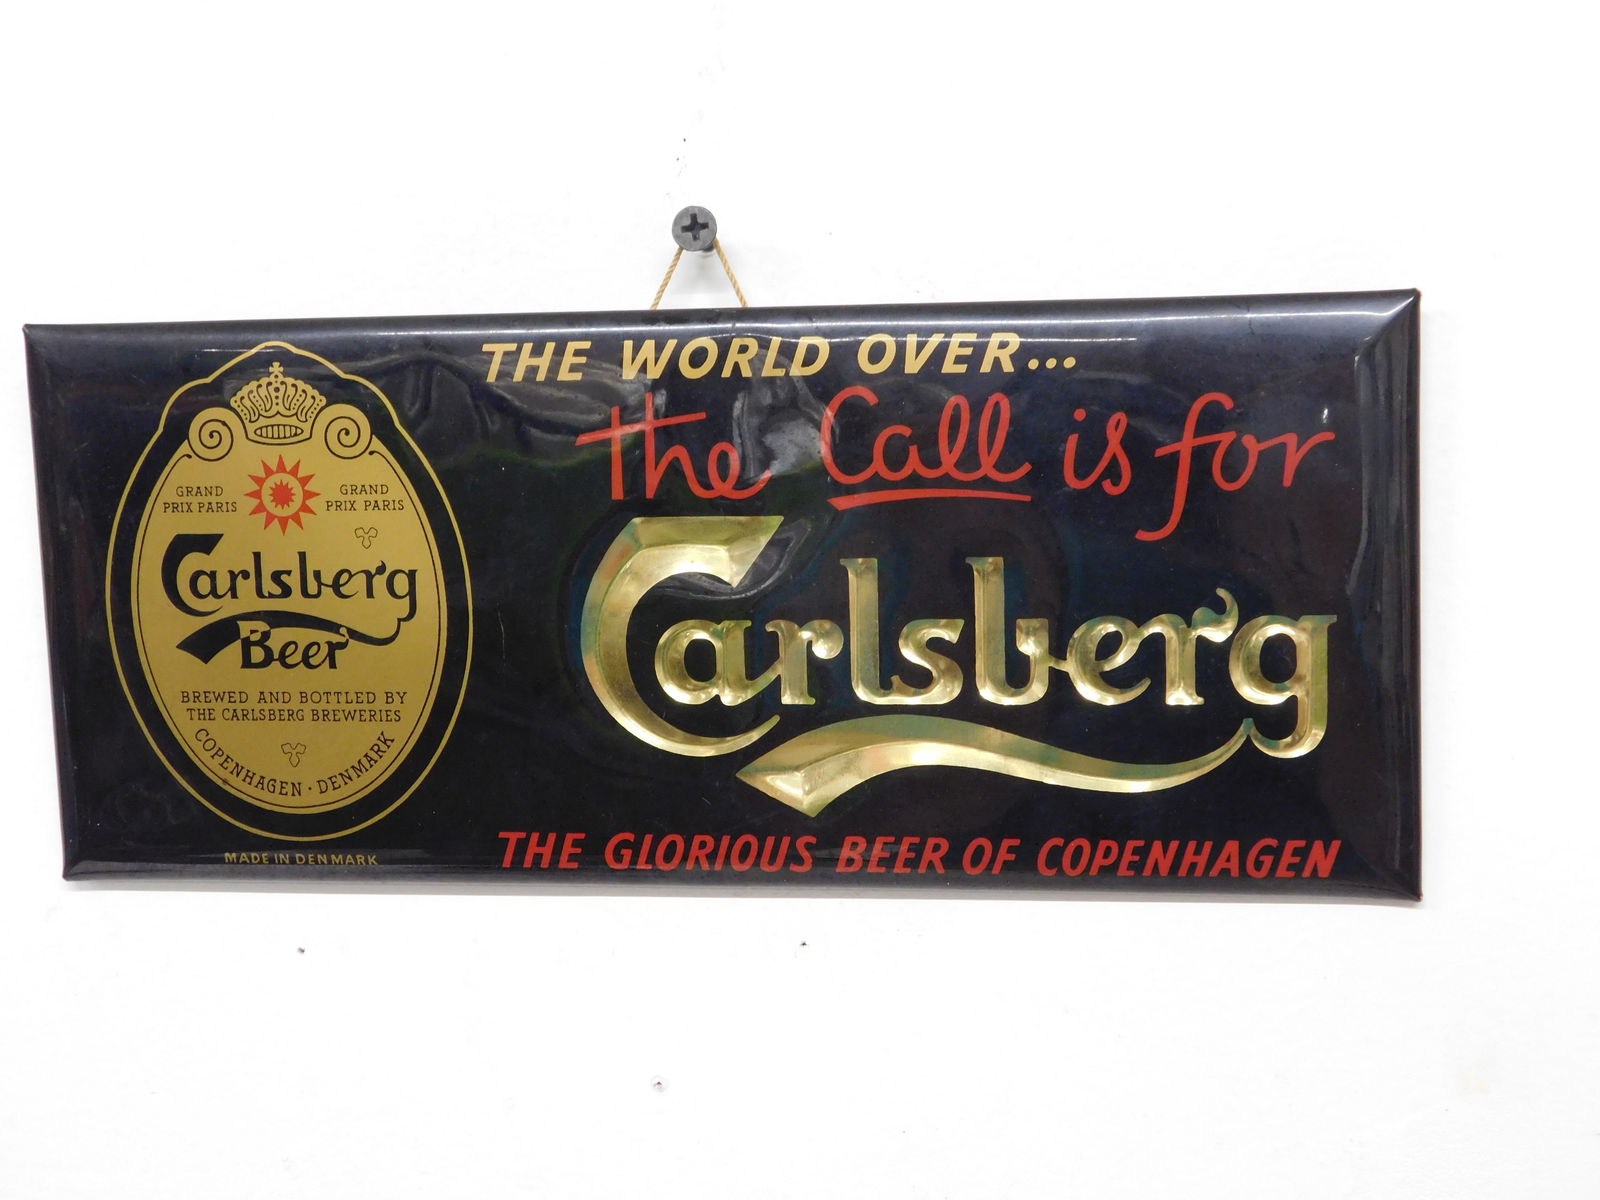 THE WORLD OVER...
the Call is for
Carlsberg
THE GLORIOUS BEER OF COPENHAGEN
GRAND PRIX PARIS
GRAND PRIX PARIS
Carlsberg
Beer
BREWED AND BOTTLED BY
THE CARLSBERG BREWERIES
COPENHAGEN · DENMARK
MADE IN DENMARK